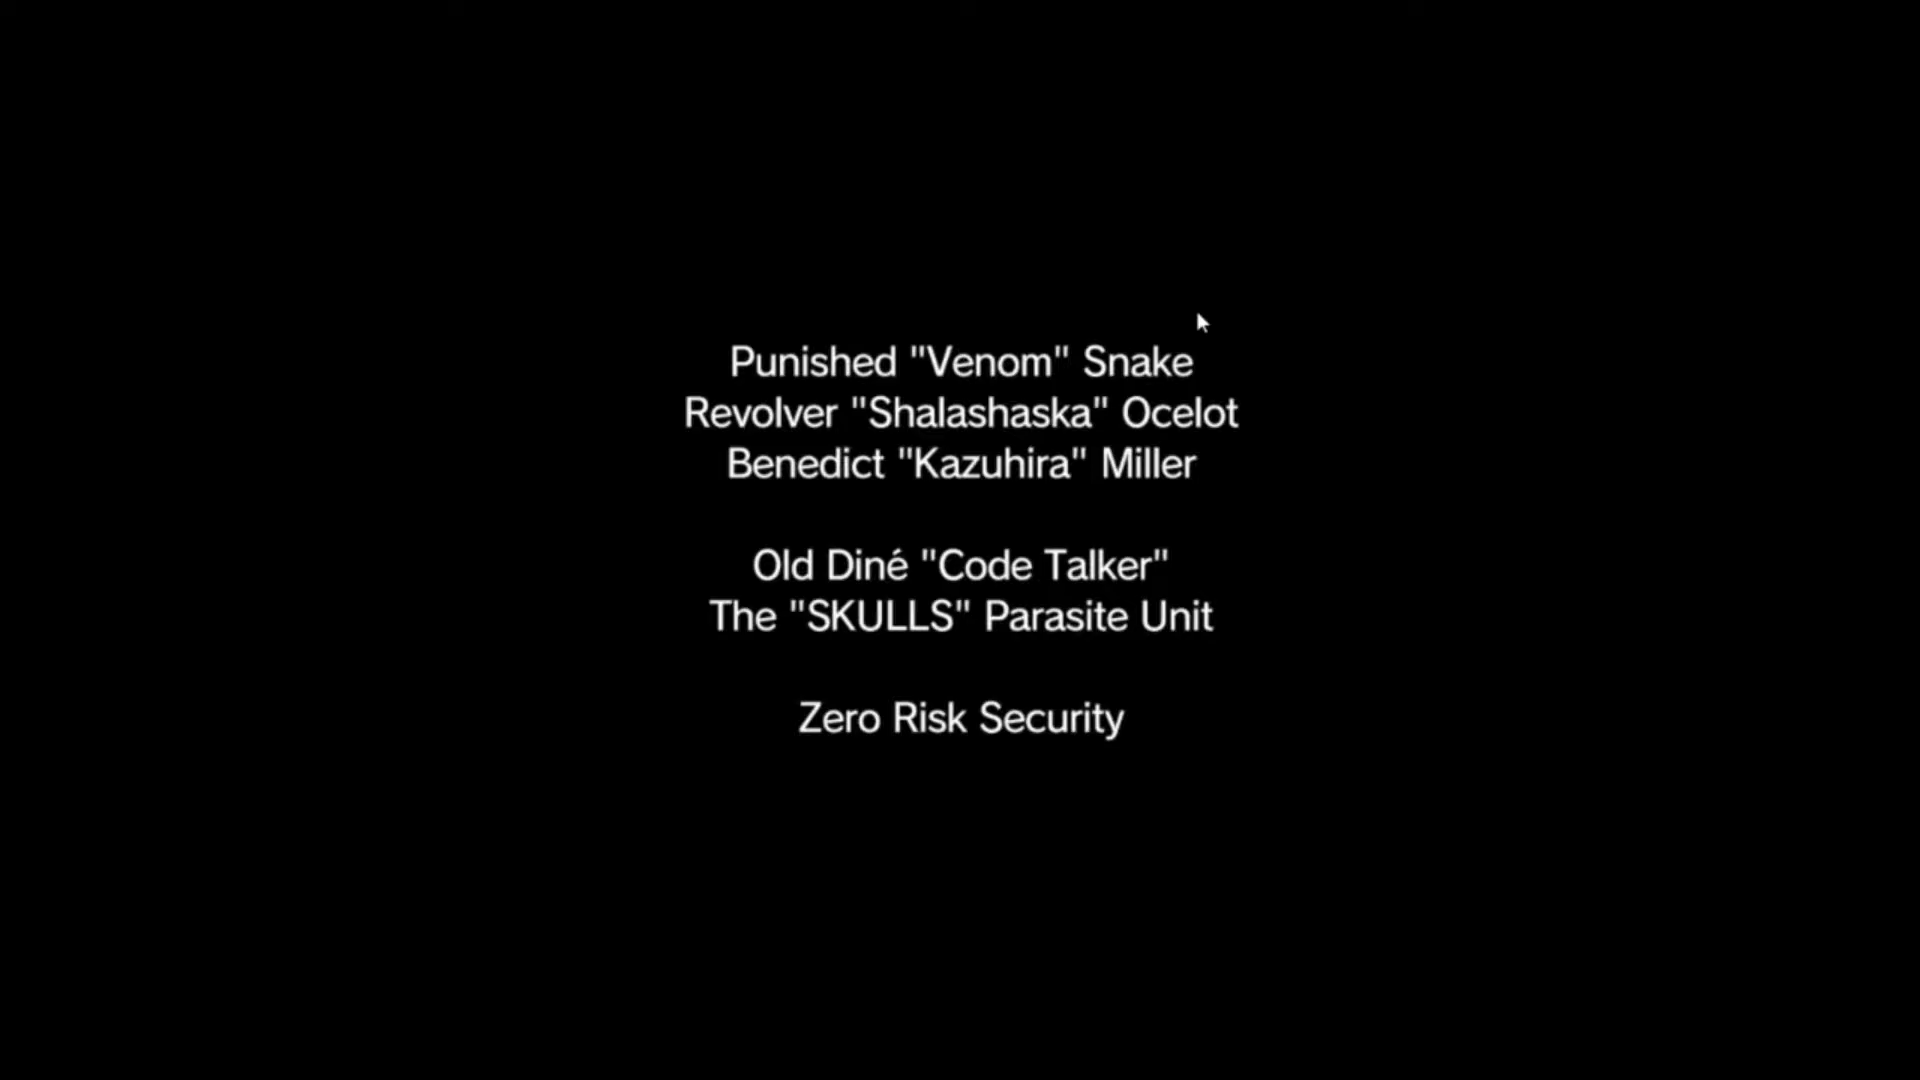 Punished "Venom" Snake
Revolver "Shalashaska" Ocelot
Benedict "Kazuhira" Miller
Old Diné "Code Talker"
The "SKULLS" Parasite Unit
Zero Risk Security